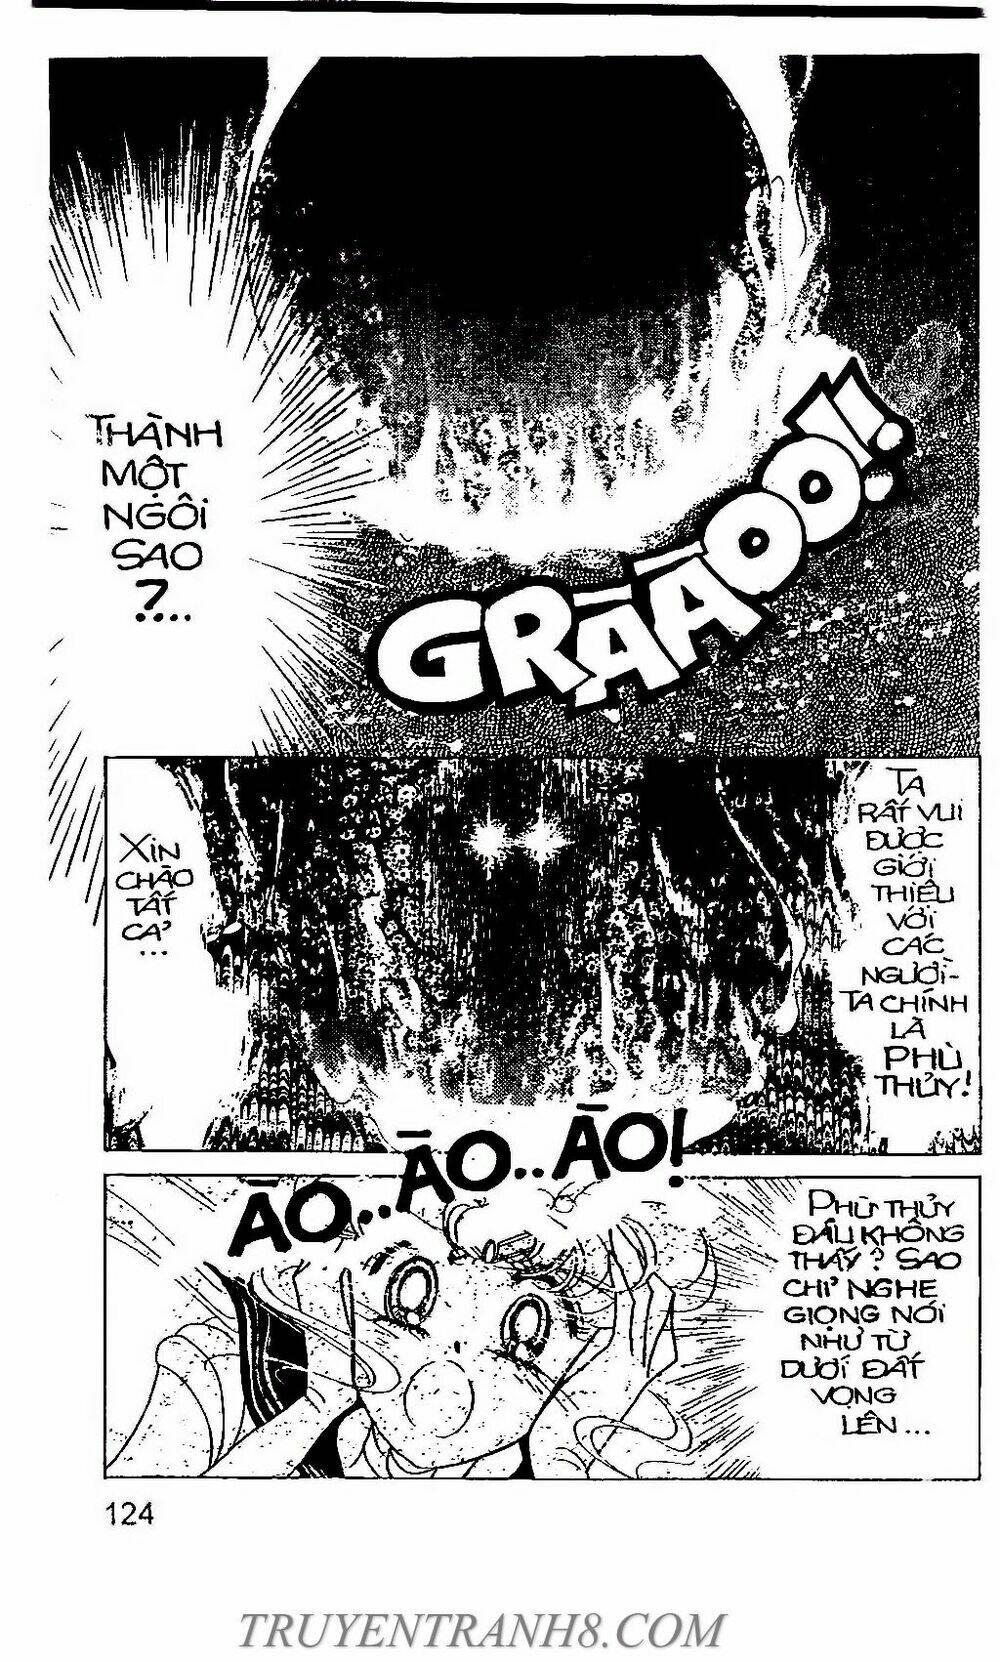 THÀNH
MỘT
NGÔI
SAO
?...
GRÃÀOOI!!
XIN
CHÀO
TẤT
CẢ
...
TA
RẤT VUI
ĐƯỢC
GIỚI
THIỆU
VỚI
CÁC
NGƯƠI-
TA CHÍNH
LÀ
PHÙ
THỦY!
ÀO..ÀO..ÀO!
PHÙ THỦY
ĐÂU KHÔNG
THẤY? SAO
CHỈ NGHE
GIỌNG NÓI
NHƯ TỪ
DƯỚI ĐẤT
VỌNG
LÊN ...
124
TRUYENTRANH8.COM